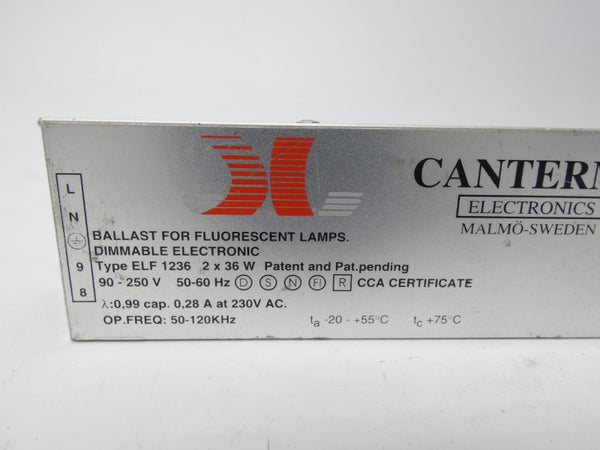 L
N
9
8
CANTERN
ELECTRONICS
MALMÖ-SWEDEN
BALLAST FOR FLUORESCENT LAMPS.
DIMMABLE ELECTRONIC
Type ELF 1236 2 x 36 W Patent and Pat.pending
90 - 250 V 50-60 Hz D S N FI R CCA CERTIFICATE
λ:0,99 cap. 0,28 A at 230V AC.
OP.FREQ: 50-120KHz ta -20 - +55°C tc +75°C